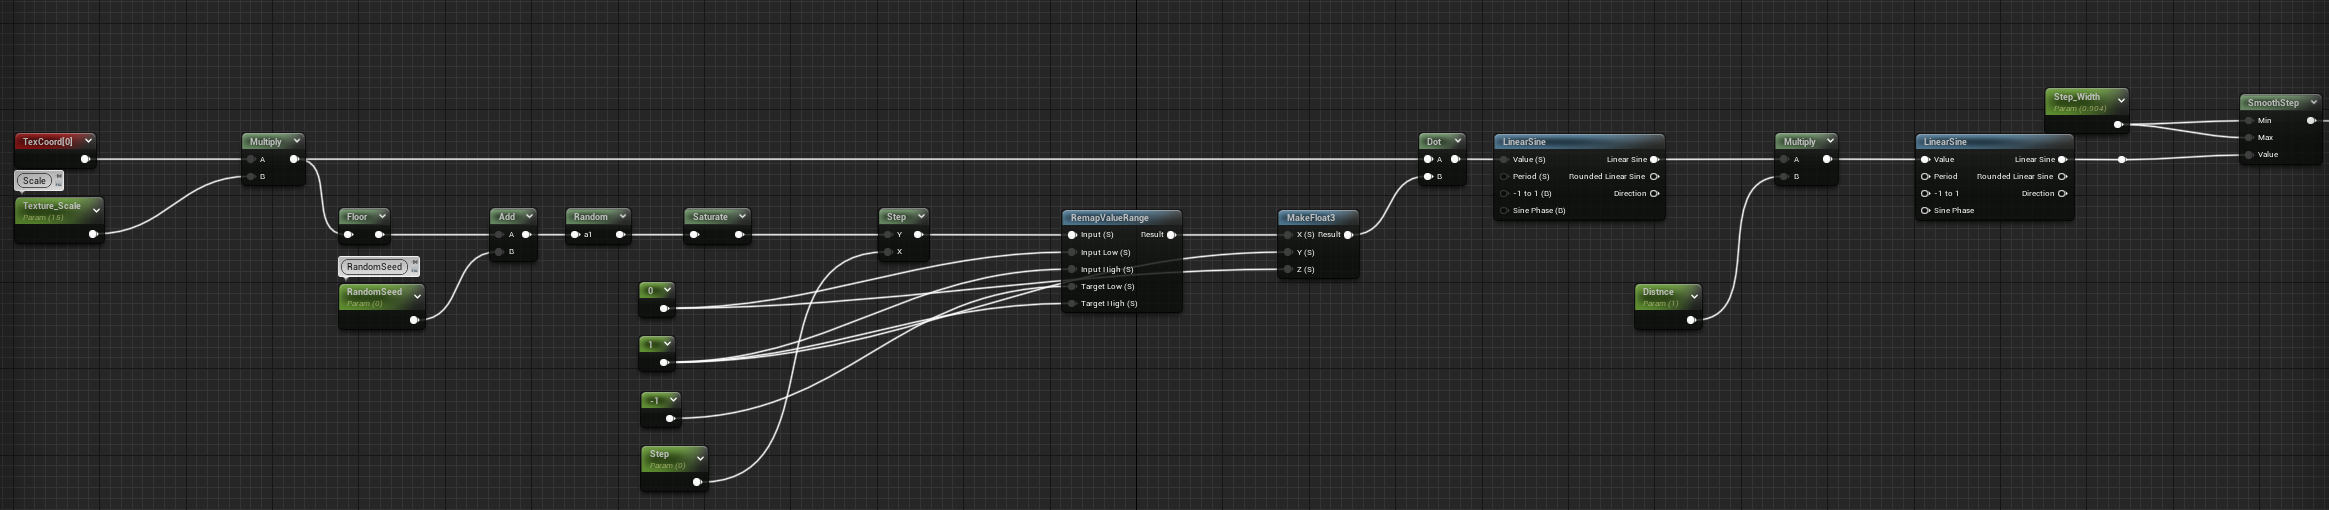 TexCoord[0]
Scale
Texture_Scale
Param (15)
Multiply
A
B
Floor
RandomSeed
RandomSeed
Param (0)
Add
A
B
Random
a1
Saturate
0
1
-1
Step
Param (0)
Step
Y
X
RemapValueRange
Input (S) Result
Input Low (S)
Input High (S)
Target Low (S)
Target High (S)
MakeFloat3
X (S) Result
Y (S)
Z (S)
Dot
A
B
LinearSine
Value (S) Linear Sine
Period (S) Rounded Linear Sine
-1 to 1 (B) Direction
Sine Phase (B)
Distnce
Param (1)
Multiply
A
B
LinearSine
Value Linear Sine
Period Rounded Linear Sine
-1 to 1 Direction
Sine Phase
Step_Width
Param (0.004)
SmoothStep
Min
Max
Value